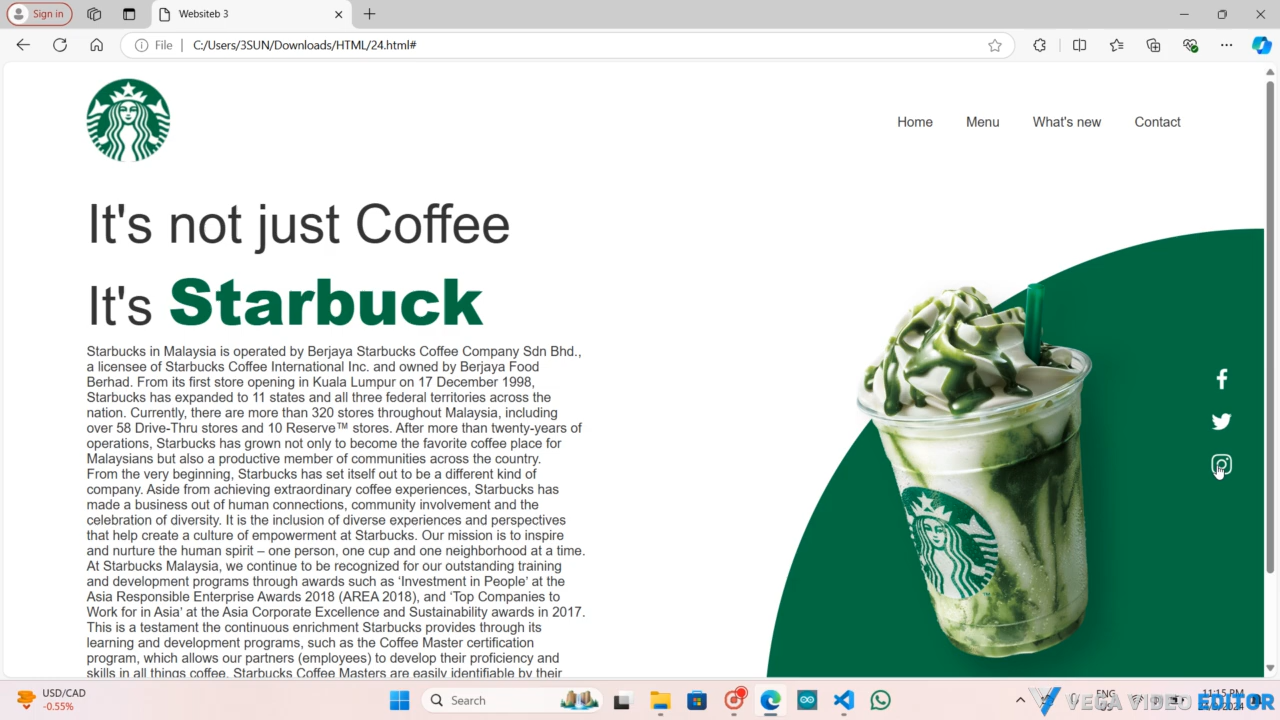 Sign in
Websiteb 3
File
C:/Users/3SUN/Downloads/HTML/24.html#
Home Menu What's new Contact
It's not just Coffee
It's Starbuck
Starbucks in Malaysia is operated by Berjaya Starbucks Coffee Company Sdn Bhd.,
a licensee of Starbucks Coffee International Inc. and owned by Berjaya Food
Berhad. From its first store opening in Kuala Lumpur on 17 December 1998,
Starbucks has expanded to 11 states and all three federal territories across the
nation. Currently, there are more than 320 stores throughout Malaysia, including
over 58 Drive-Thru stores and 10 Reserve™ stores. After more than twenty-years of
operations, Starbucks has grown not only to become the favorite coffee place for
Malaysians but also a productive member of communities across the country.
From the very beginning, Starbucks has set itself out to be a different kind of
company. Aside from achieving extraordinary coffee experiences, Starbucks has
made a business out of human connections, community involvement and the
celebration of diversity. It is the inclusion of diverse experiences and perspectives
that help create a culture of empowerment at Starbucks. Our mission is to inspire
and nurture the human spirit – one person, one cup and one neighborhood at a time.
At Starbucks Malaysia, we continue to be recognized for our outstanding training
and development programs through awards such as ‘Investment in People’ at the
Asia Responsible Enterprise Awards 2018 (AREA 2018), and ‘Top Companies to
Work for in Asia’ at the Asia Corporate Excellence and Sustainability awards in 2017.
This is a testament the continuous enrichment Starbucks provides through its
learning and development programs, such as the Coffee Master certification
program, which allows our partners (employees) to develop their proficiency and
skills in all things coffee. Starbucks Coffee Masters are easily identifiable by their
USD/CAD
-0.55%
Search
ENG
11:15 PM
VEGA VIDEO EDITOR